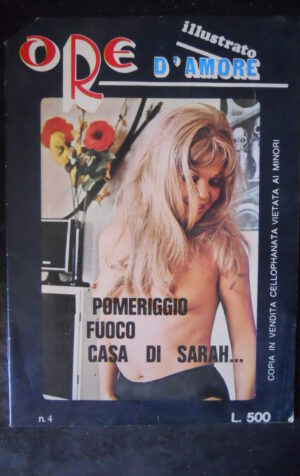 ORE
illustrato
D'AMORE
POMERIGGIO
FUOCO
CASA DI SARAH...
COPIA IN VENDITA CELLOPHANATA VIETATA AI MINORI
n. 4
L. 500